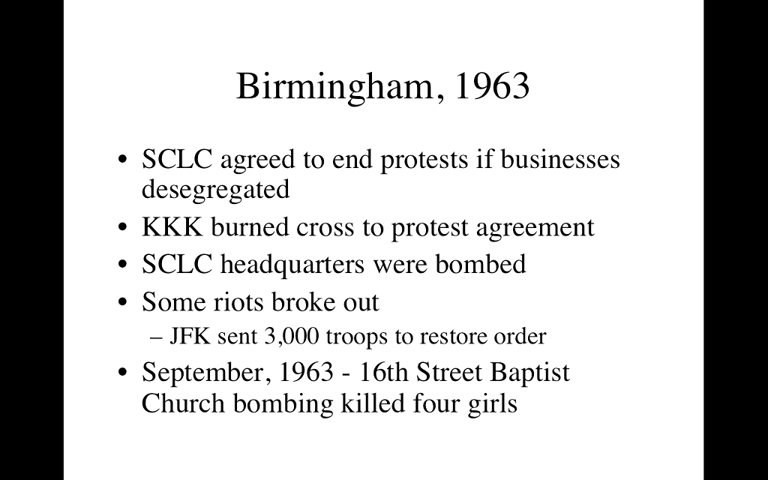 Birmingham, 1963
• SCLC agreed to end protests if businesses
desegregated
• KKK burned cross to protest agreement
• SCLC headquarters were bombed
• Some riots broke out
– JFK sent 3,000 troops to restore order
• September, 1963 - 16th Street Baptist
Church bombing killed four girls